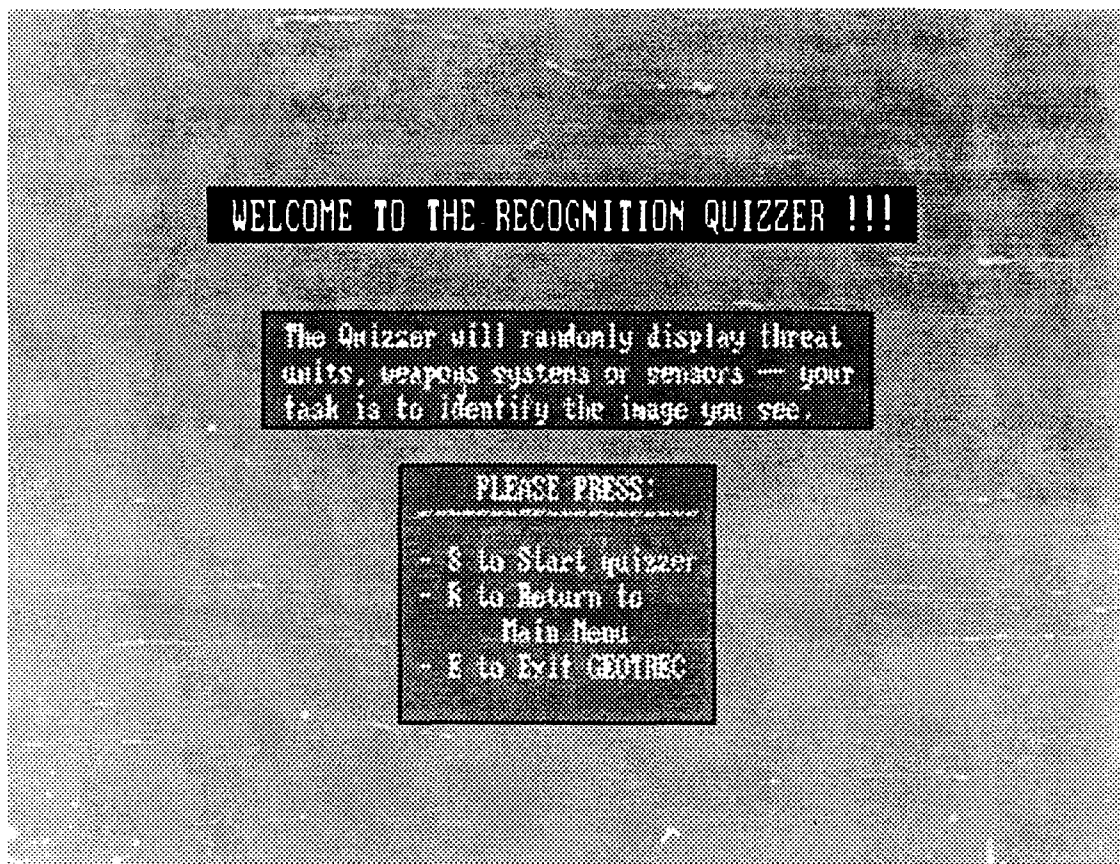 WELCOME TO THE RECOGNITION QUIZZER !!!
The Quizzer will randomly display threat
units, weapons systems or sensors — your
task is to identify the image you see.
PLEASE PRESS:
- S to Start quizzer
- R to Return to
Main Menu
- E to Exit GEOTREC